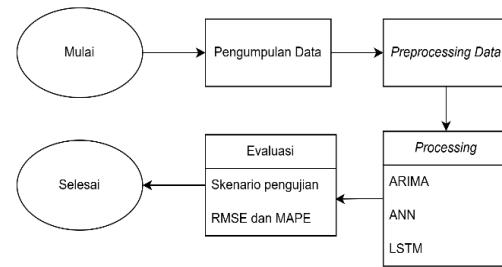 Mulai
Pengumpulan Data
Preprocessing Data
Processing
ARIMA
ANN
LSTM
Evaluasi
Skenario pengujian
RMSE dan MAPE
Selesai